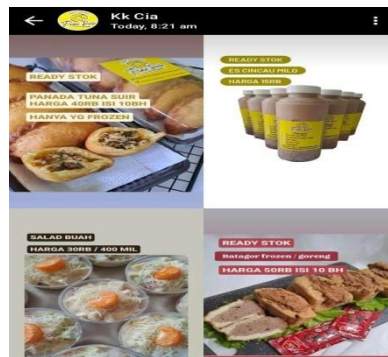 Kk Cia
Today, 8:21 am
READY STOK
PANADA TUNA SUIR
HARGA 40RB ISI 10BH
HANYA YG FROZEN
READY STOK
ES CINCAU MILO
HARGA 15RB
SALAD BUAH
HARGA 30RB / 400 MIL
READY STOK
Batagor frozen / goreng
HARGA 50RB ISI 10 BH